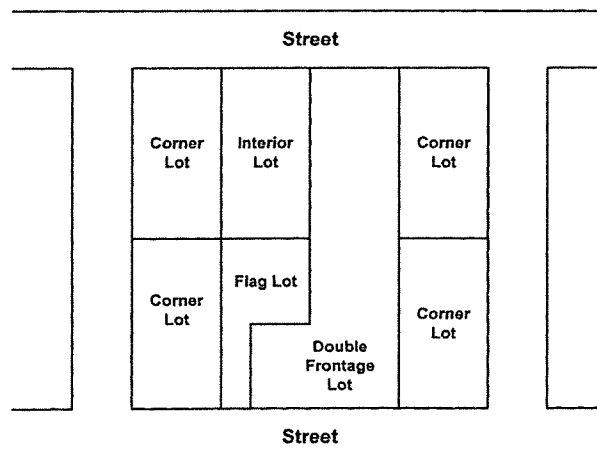 Street
Corner
Lot
Interior
Lot
Corner
Lot
Corner
Lot
Flag Lot
Corner
Lot
Double
Frontage
Lot
Street